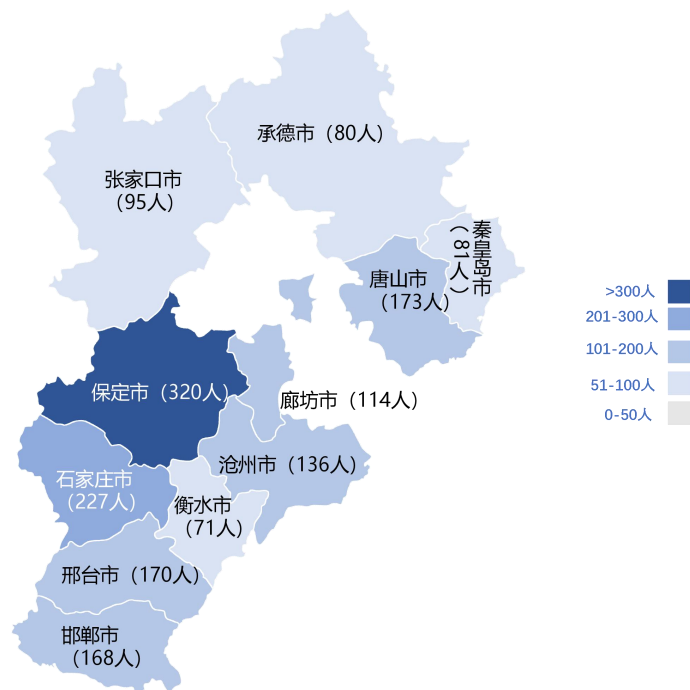 承德市（80人）
张家口市
（95人）
秦皇岛市
（81人）
唐山市
（173人）
>300人
201-300人
101-200人
51-100人
0-50人
保定市（320人）
廊坊市（114人）
沧州市（136人）
石家庄市
（227人）
衡水市
（71人）
邢台市（170人）
邯郸市
（168人）